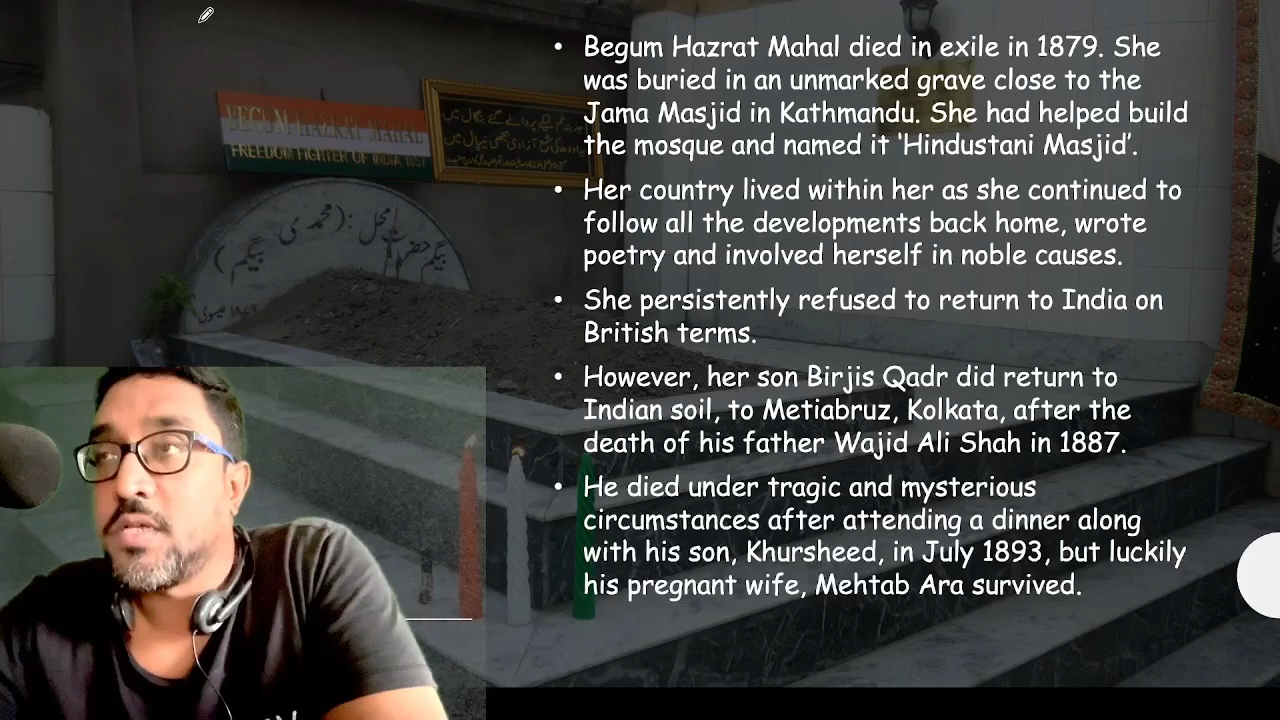 BEGUM HAZRAT MAHAL
FREEDOM FIGHTER OF INDIA 1857
• Begum Hazrat Mahal died in exile in 1879. She
was buried in an unmarked grave close to the
Jama Masjid in Kathmandu. She had helped build
the mosque and named it ‘Hindustani Masjid’.
• Her country lived within her as she continued to
follow all the developments back home, wrote
poetry and involved herself in noble causes.
• She persistently refused to return to India on
British terms.
• However, her son Birjis Qadr did return to
Indian soil, to Metiabruz, Kolkata, after the
death of his father Wajid Ali Shah in 1887.
• He died under tragic and mysterious
circumstances after attending a dinner along
with his son, Khursheed, in July 1893, but luckily
his pregnant wife, Mehtab Ara survived.